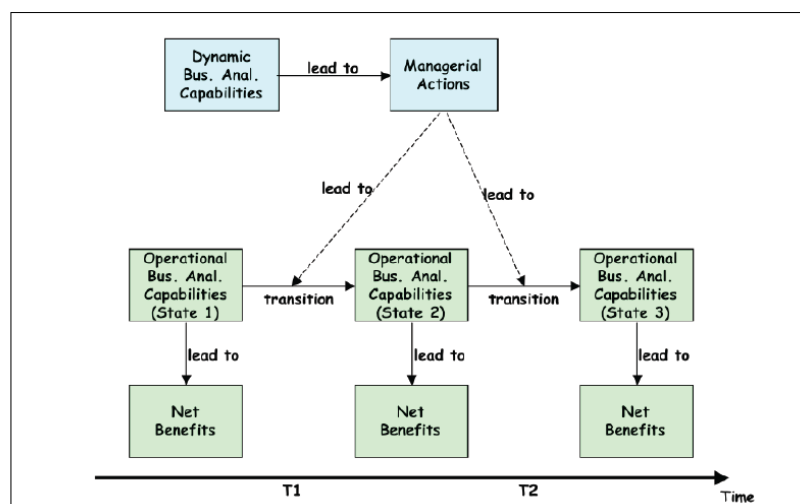 Dynamic
Bus. Anal.
Capabilities
lead to
Managerial
Actions
lead to
lead to
Operational
Bus. Anal.
Capabilities
(State 1)
transition
Operational
Bus. Anal.
Capabilities
(State 2)
transition
Operational
Bus. Anal.
Capabilities
(State 3)
lead to
lead to
lead to
Net
Benefits
Net
Benefits
Net
Benefits
T1
T2
Time